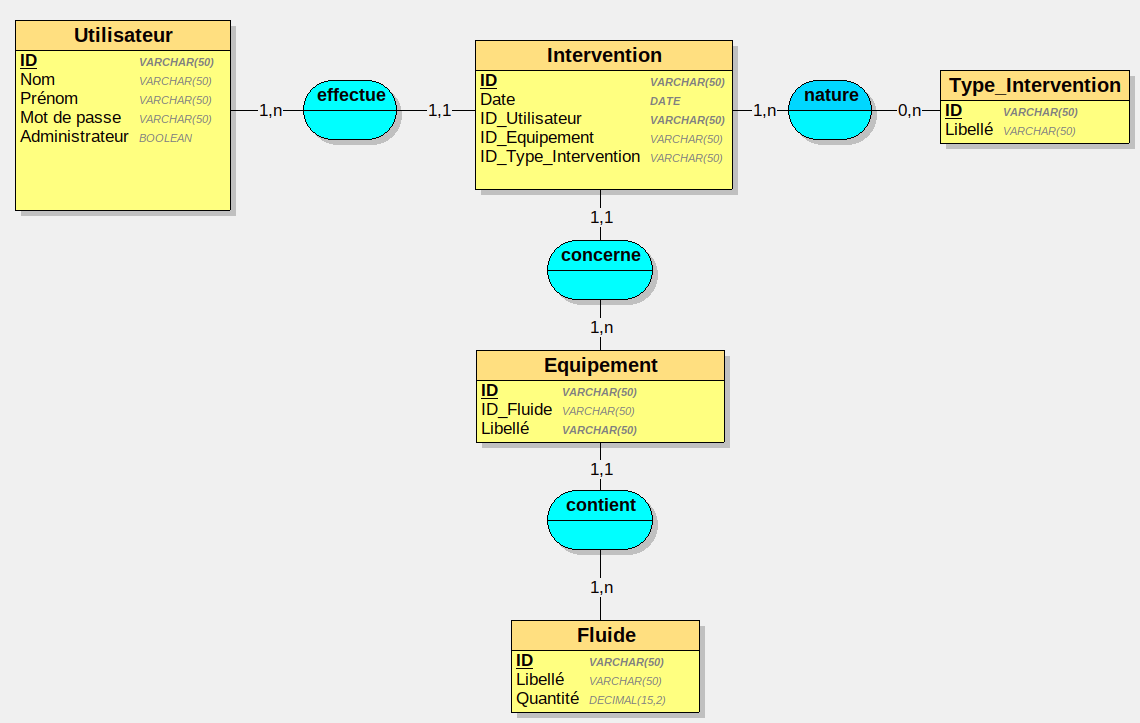 Utilisateur
ID VARCHAR(50)
Nom VARCHAR(50)
Prénom VARCHAR(50)
Mot de passe VARCHAR(50)
Administrateur BOOLEAN
1,n
effectue
1,1
Intervention
ID VARCHAR(50)
Date DATE
ID_Utilisateur VARCHAR(50)
ID_Equipement VARCHAR(50)
ID_Type_Intervention VARCHAR(50)
1,n
nature
0,n
Type_Intervention
ID VARCHAR(50)
Libellé VARCHAR(50)
1,1
concerne
1,n
Equipement
ID VARCHAR(50)
ID_Fluide VARCHAR(50)
Libellé VARCHAR(50)
1,1
contient
1,n
Fluide
ID VARCHAR(50)
Libellé VARCHAR(50)
Quantité DECIMAL(15,2)